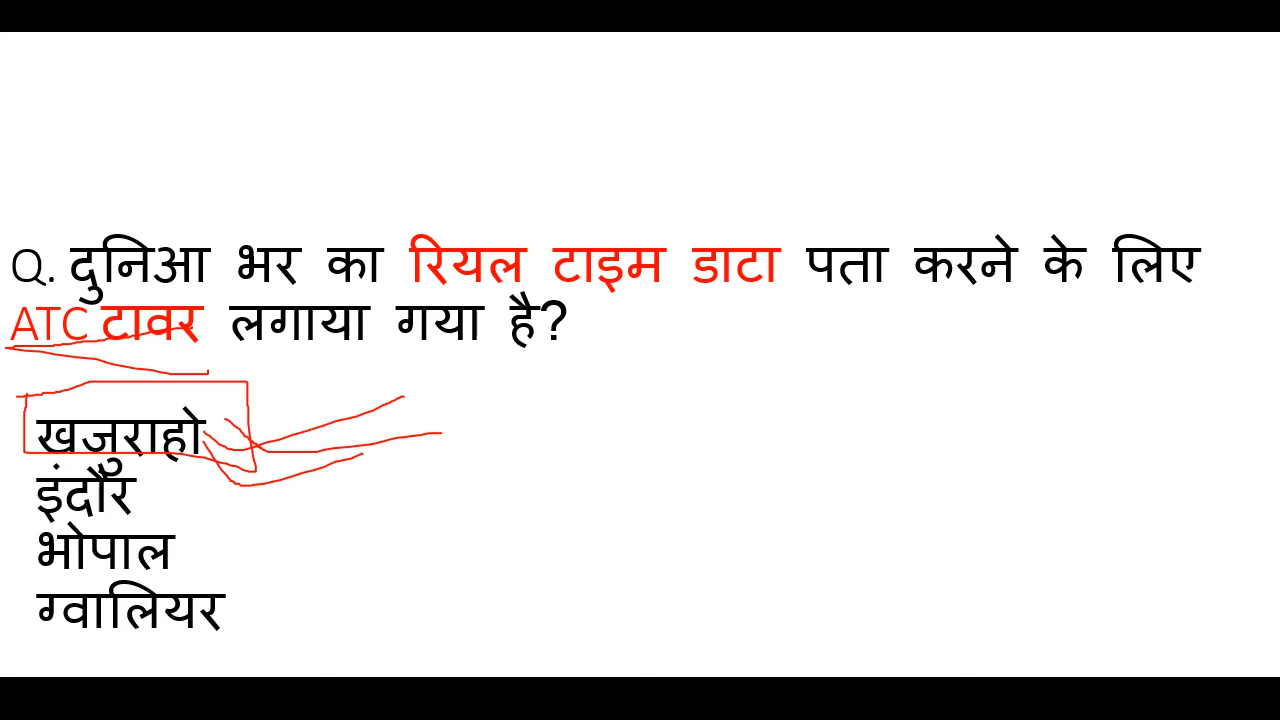 Q. दुनिआ भर का रियल टाइम डाटा पता करने के लिए
ATC टावर लगाया गया है?
खजुराहो
इंदौर
भोपाल
ग्वालियर